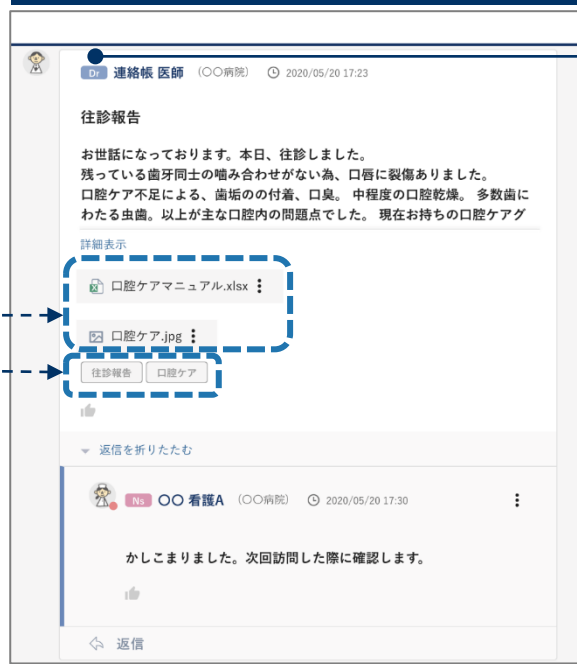 Dr 連絡帳 医師 (〇〇病院) 2020/05/20 17:23
往診報告
お世話になっております。本日、往診しました。
残っている歯牙同士の噛み合わせがない為、口唇に裂傷ありました。
口腔ケア不足による、歯垢のの付着、口臭。 中程度の口腔乾燥。 多数歯に
わたる虫歯。以上が主な口腔内の問題点でした。 現在お持ちの口腔ケアグ
詳細表示
口腔ケアマニュアル.xlsx
口腔ケア.jpg
往診報告 口腔ケア
返信を折りたたむ
Ns 〇〇 看護A (〇〇病院) 2020/05/20 17:30
かしこまりました。次回訪問した際に確認します。
返信